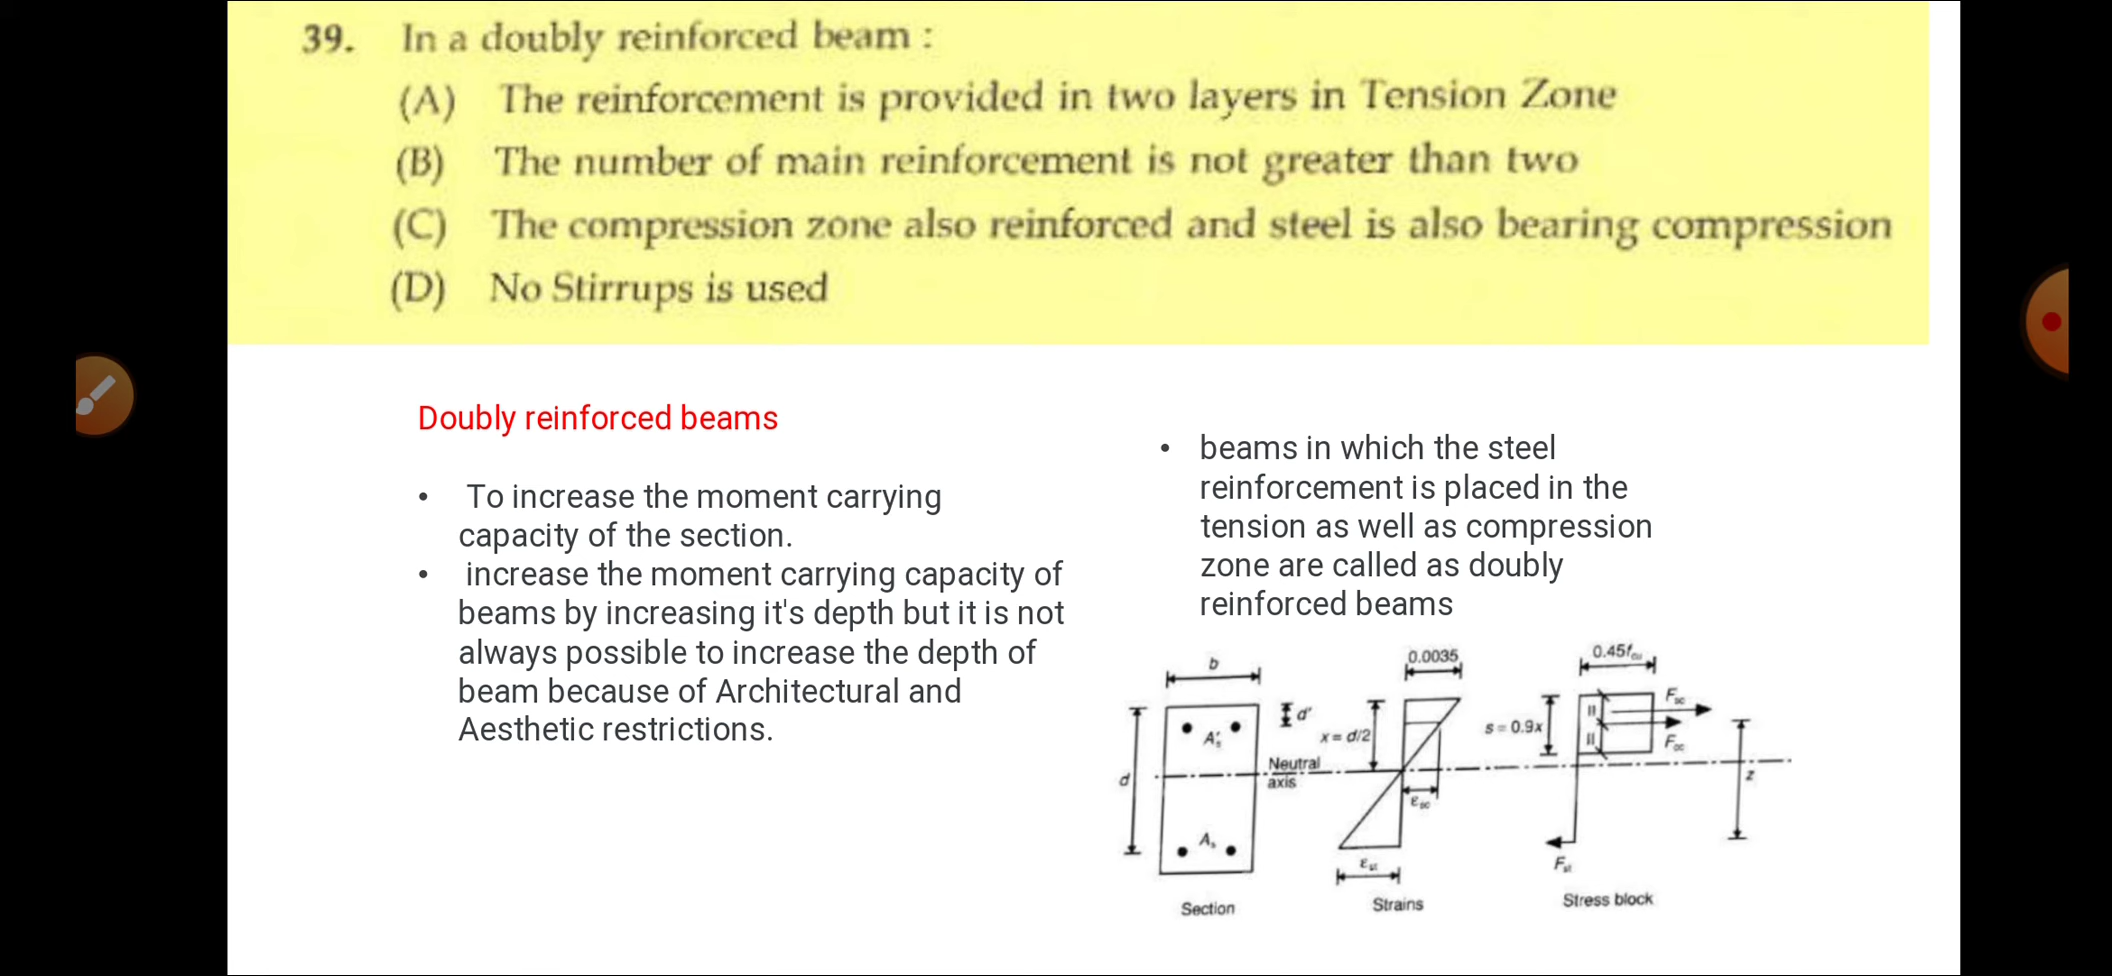 39. In a doubly reinforced beam :
(A) The reinforcement is provided in two layers in Tension Zone
(B) The number of main reinforcement is not greater than two
(C) The compression zone also reinforced and steel is also bearing compression
(D) No Stirrups is used
Doubly reinforced beams
• To increase the moment carrying
capacity of the section.
• increase the moment carrying capacity of
beams by increasing it's depth but it is not
always possible to increase the depth of
beam because of Architectural and
Aesthetic restrictions.
• beams in which the steel
reinforcement is placed in the
tension as well as compression
zone are called as doubly
reinforced beams
b
0.0035
0.45fcu
d'
x = d/2
s = 0.9x
Fsc
Fcc
A's
Neutral
axis
d
z
εsc
As
εst
Fst
Section
Strains
Stress block